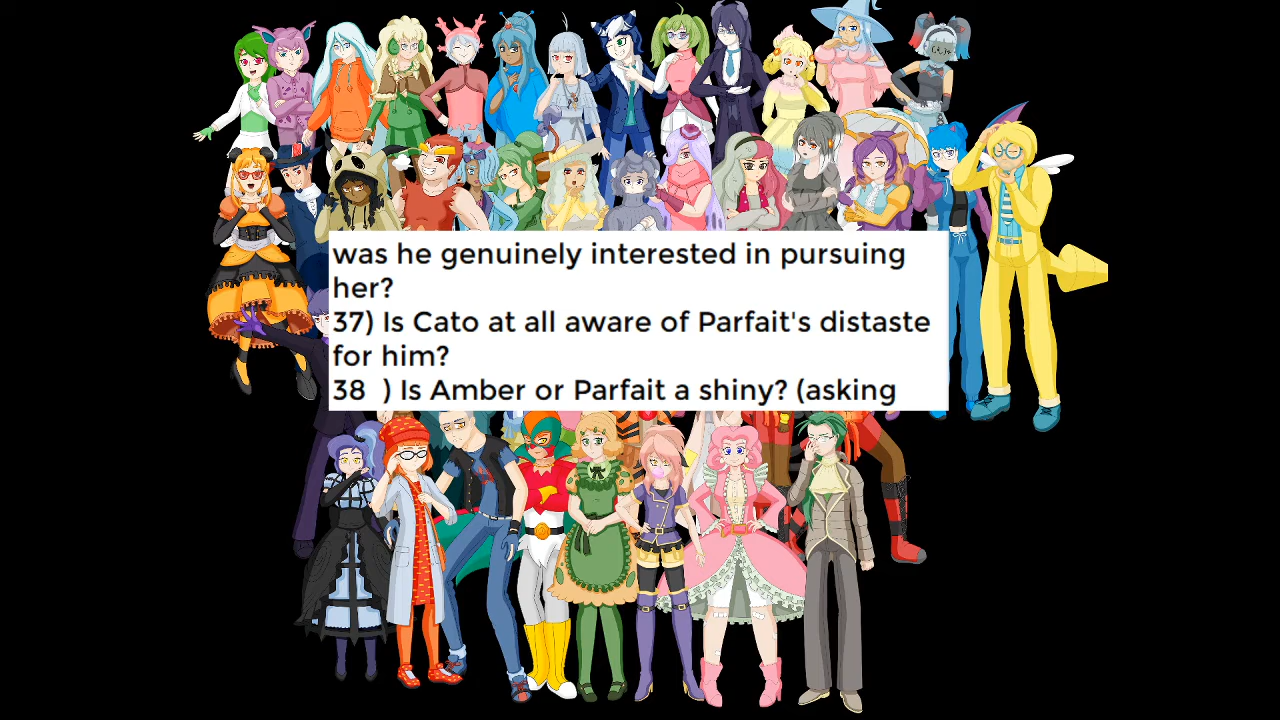 was he genuinely interested in pursuing
her?
37) Is Cato at all aware of Parfait's distaste
for him?
38 ) Is Amber or Parfait a shiny? (asking